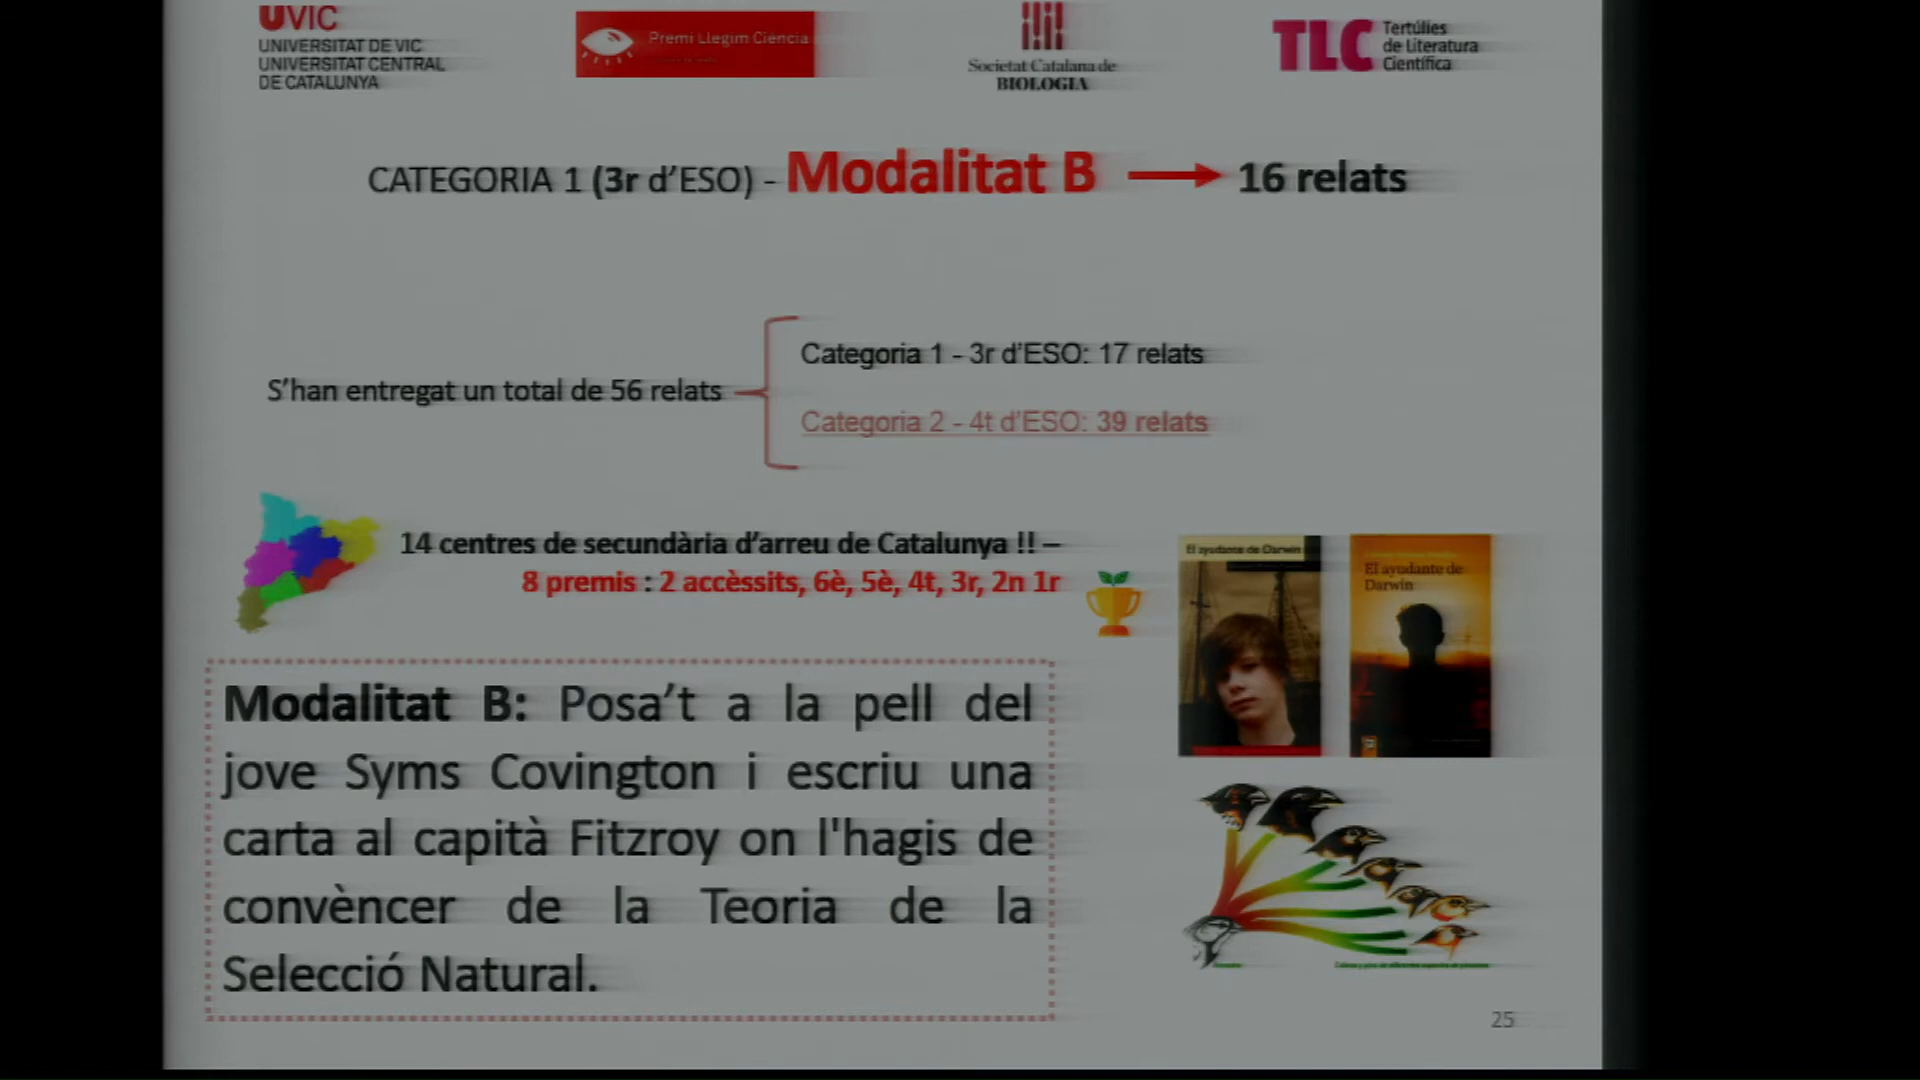 UVIC
UNIVERSITAT DE VIC
UNIVERSITAT CENTRAL
DE CATALUNYA
Premi Llegim Ciència
Societat Catalana de
BIOLOGIA
TLC
Tertúlies
de Literatura
Científica
CATEGORIA 1 (3r d'ESO) - Modalitat B 16 relats
S'han entregat un total de 56 relats
Categoria 1 - 3r d'ESO: 17 relats
Categoria 2 - 4t d'ESO: 39 relats
14 centres de secundària d'arreu de Catalunya !! –
8 premis : 2 accèssits, 6è, 5è, 4t, 3r, 2n 1r
El ayudante de Darwin
El ayudante de
Darwin
Modalitat B: Posa't a la pell del
jove Syms Covington i escriu una
carta al capità Fitzroy on l'hagis de
convèncer de la Teoria de la
Selecció Natural.
25